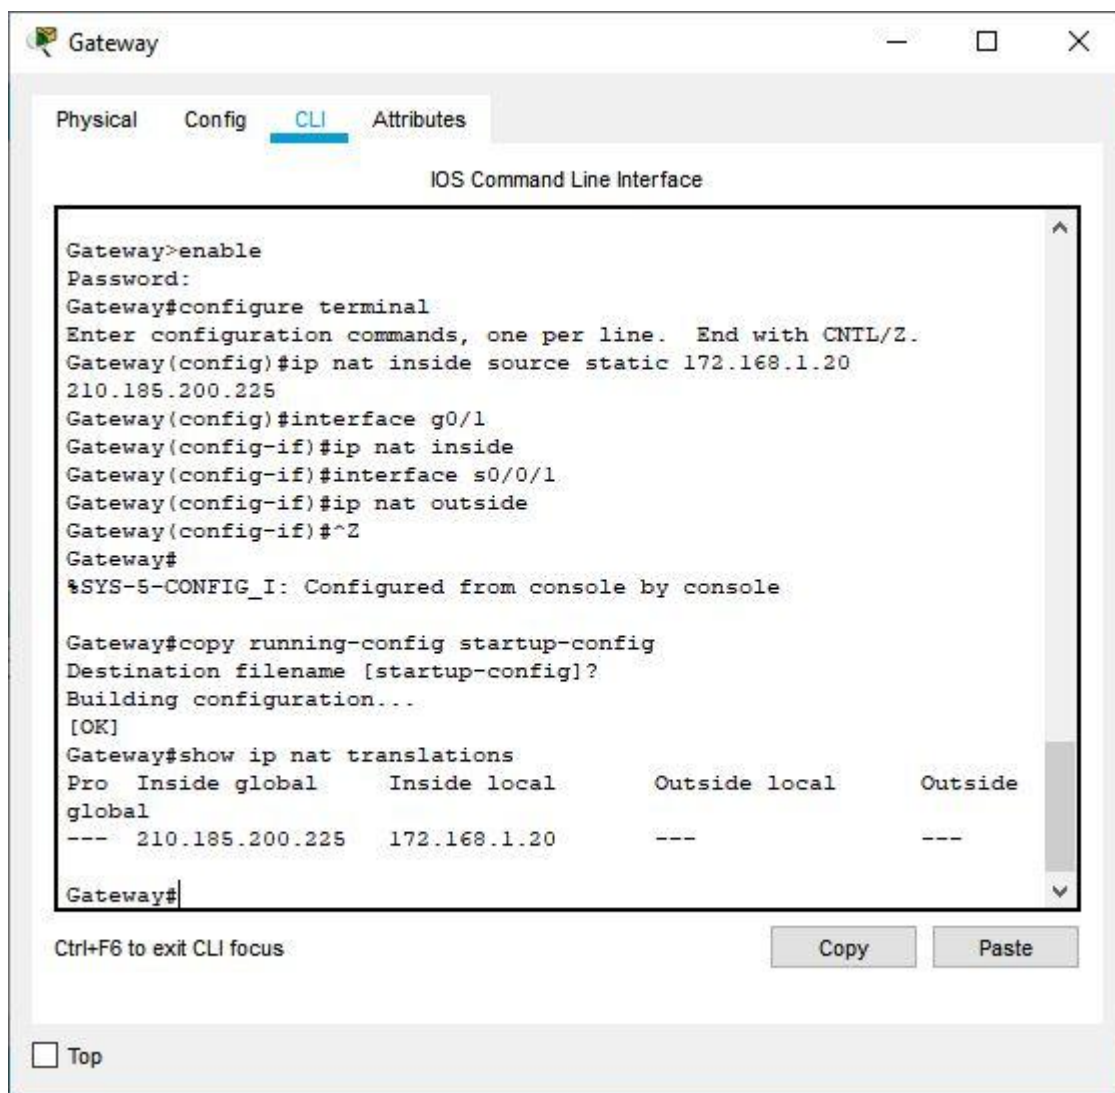 Gateway
Physical Config CLI Attributes
IOS Command Line Interface
Gateway>enable
Password:
Gateway#configure terminal
Enter configuration commands, one per line.  End with CNTL/Z.
Gateway(config)#ip nat inside source static 172.168.1.20
210.185.200.225
Gateway(config)#interface g0/1
Gateway(config-if)#ip nat inside
Gateway(config-if)#interface s0/0/1
Gateway(config-if)#ip nat outside
Gateway(config-if)#^Z
Gateway#
%SYS-5-CONFIG_I: Configured from console by console
Gateway#copy running-config startup-config
Destination filename [startup-config]?
Building configuration...
[OK]
Gateway#show ip nat translations
Pro  Inside global     Inside local       Outside local      Outside
global
---  210.185.200.225   172.168.1.20       ---                ---
Gateway#
Ctrl+F6 to exit CLI focus
Copy Paste
Top